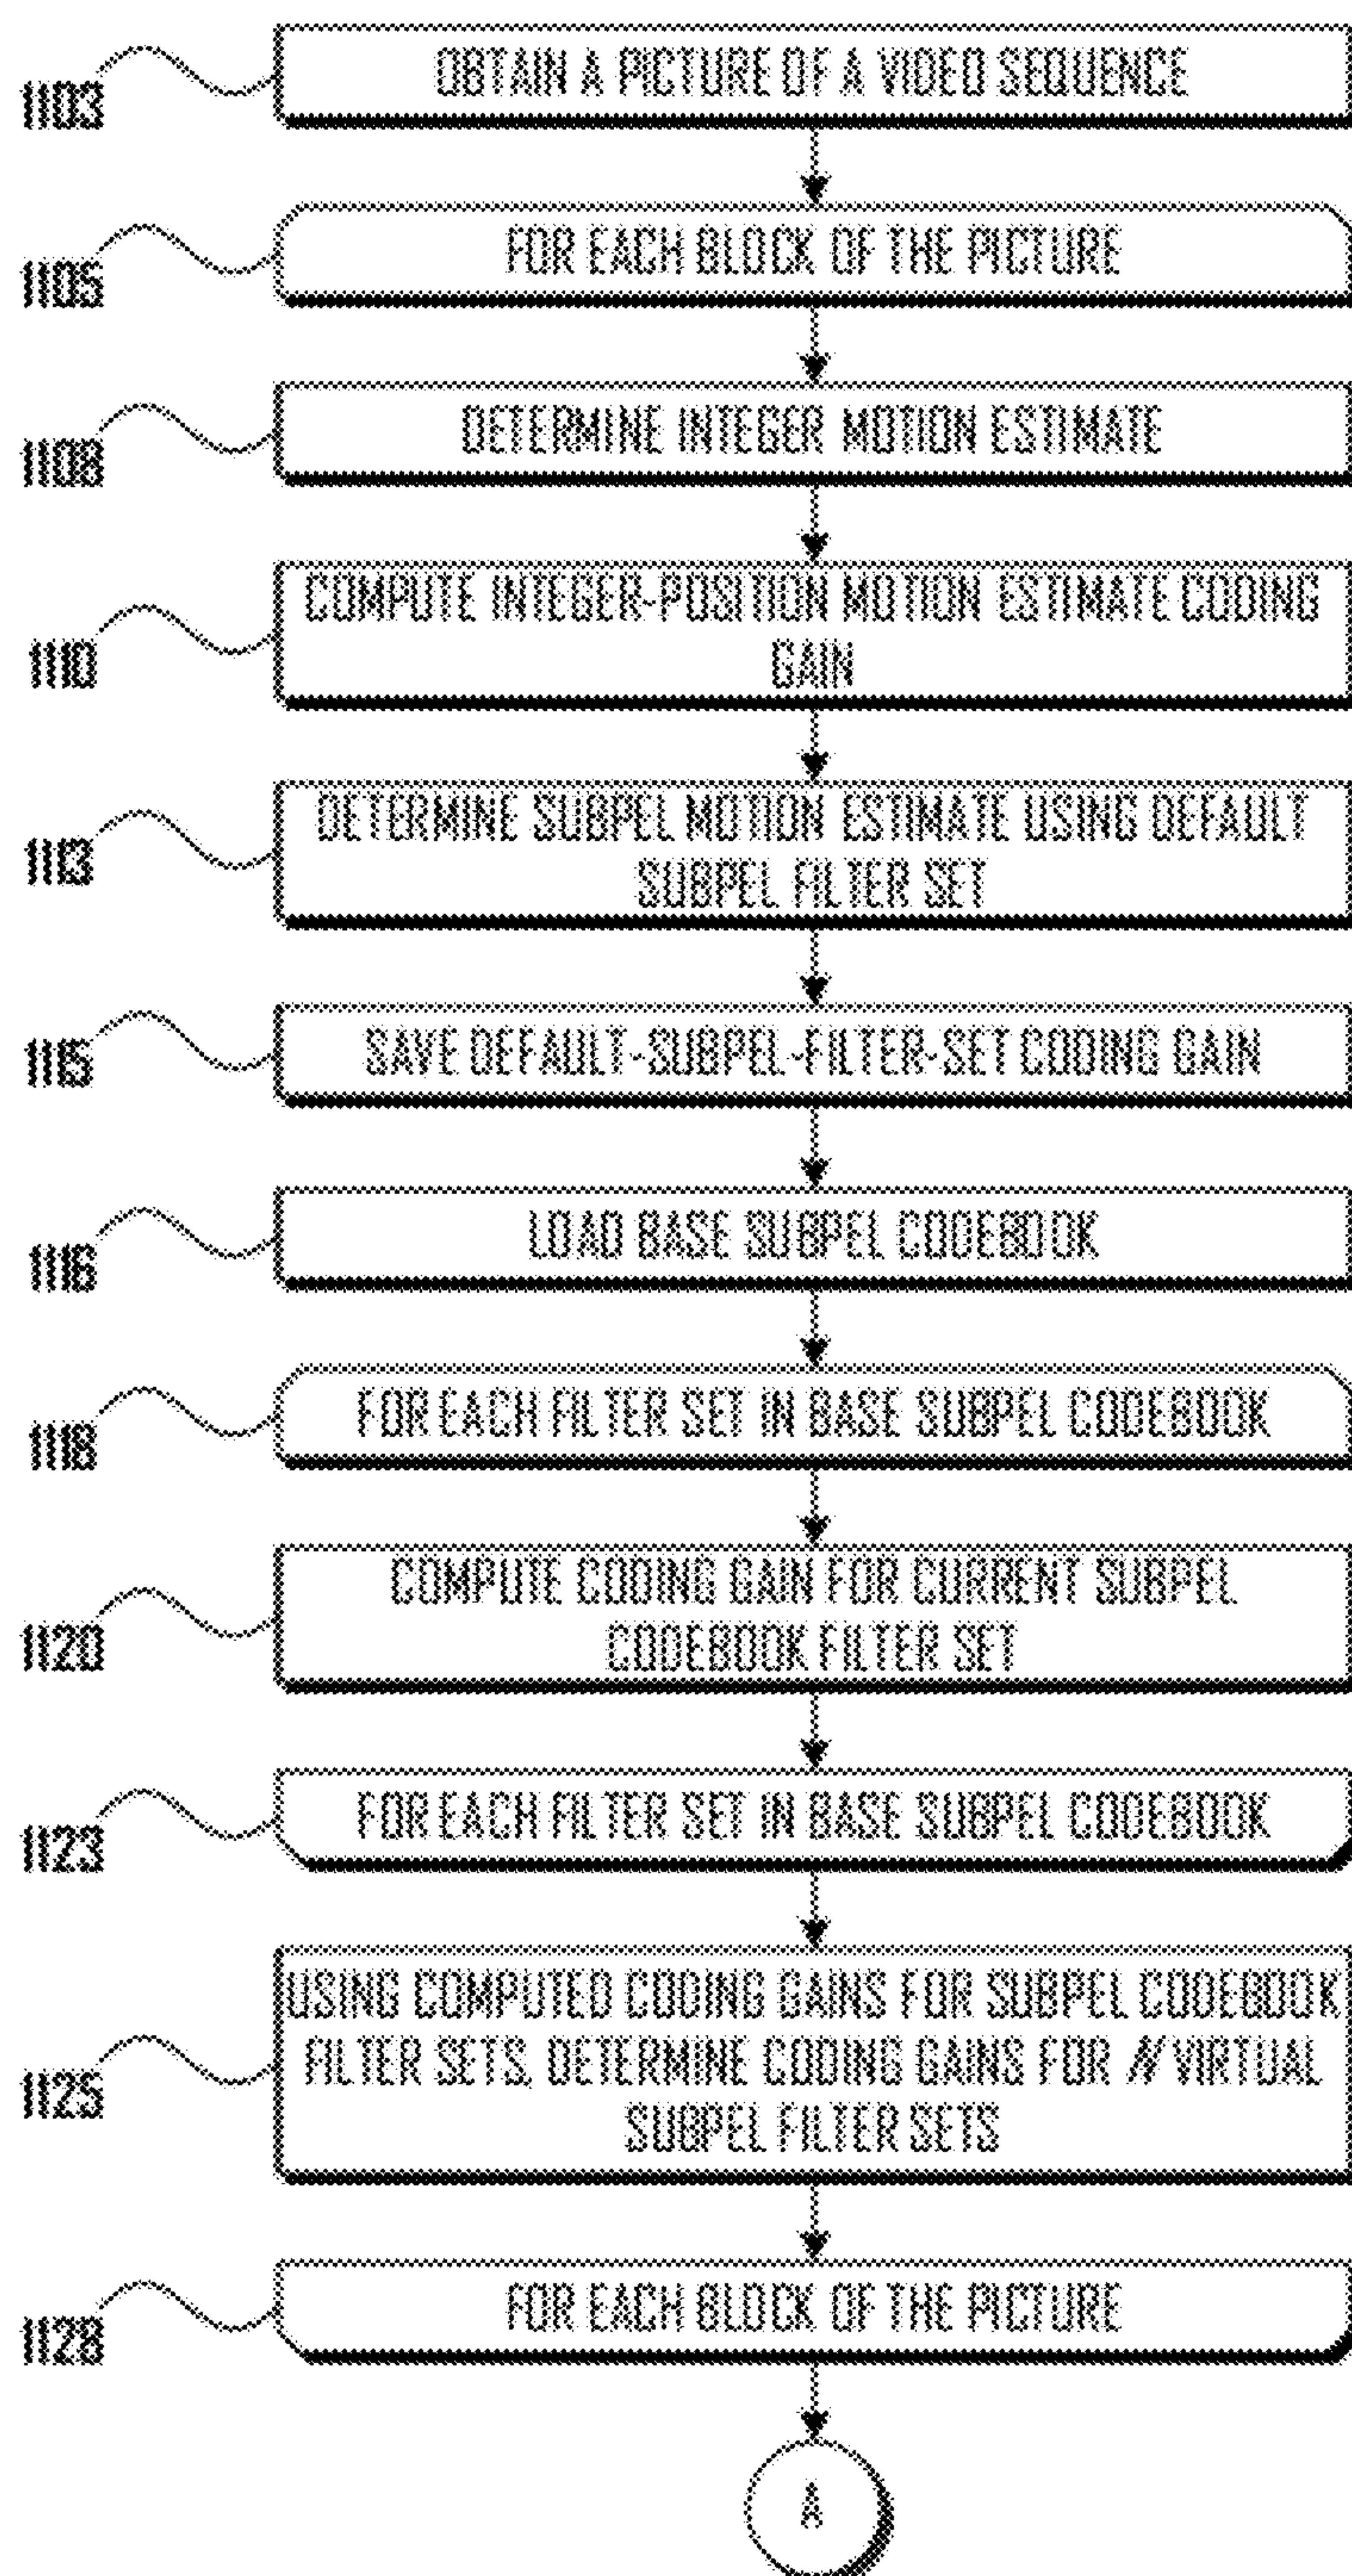 1103
OBTAIN A PICTURE OF A VIDEO SEQUENCE
1105
FOR EACH BLOCK OF THE PICTURE
1108
DETERMINE INTEGER MOTION ESTIMATE
1110
COMPUTE INTEGER-POSITION MOTION ESTIMATE CODING
GAIN
1113
DETERMINE SUBPEL MOTION ESTIMATE USING DEFAULT
SUBPEL FILTER SET
1115
SAVE DEFAULT-SUBPEL-FILTER-SET CODING GAIN
1116
LOAD BASE SUBPEL CODEBOOK
1118
FOR EACH FILTER SET IN BASE SUBPEL CODEBOOK
1120
COMPUTE CODING GAIN FOR CURRENT SUBPEL
CODEBOOK FILTER SET
1123
FOR EACH FILTER SET IN BASE SUBPEL CODEBOOK
1125
USING COMPUTED CODING GAINS FOR SUBPEL CODEBOOK
FILTER SETS, DETERMINE CODING GAINS FOR N VIRTUAL
SUBPEL FILTER SETS
1128
FOR EACH BLOCK OF THE PICTURE
A